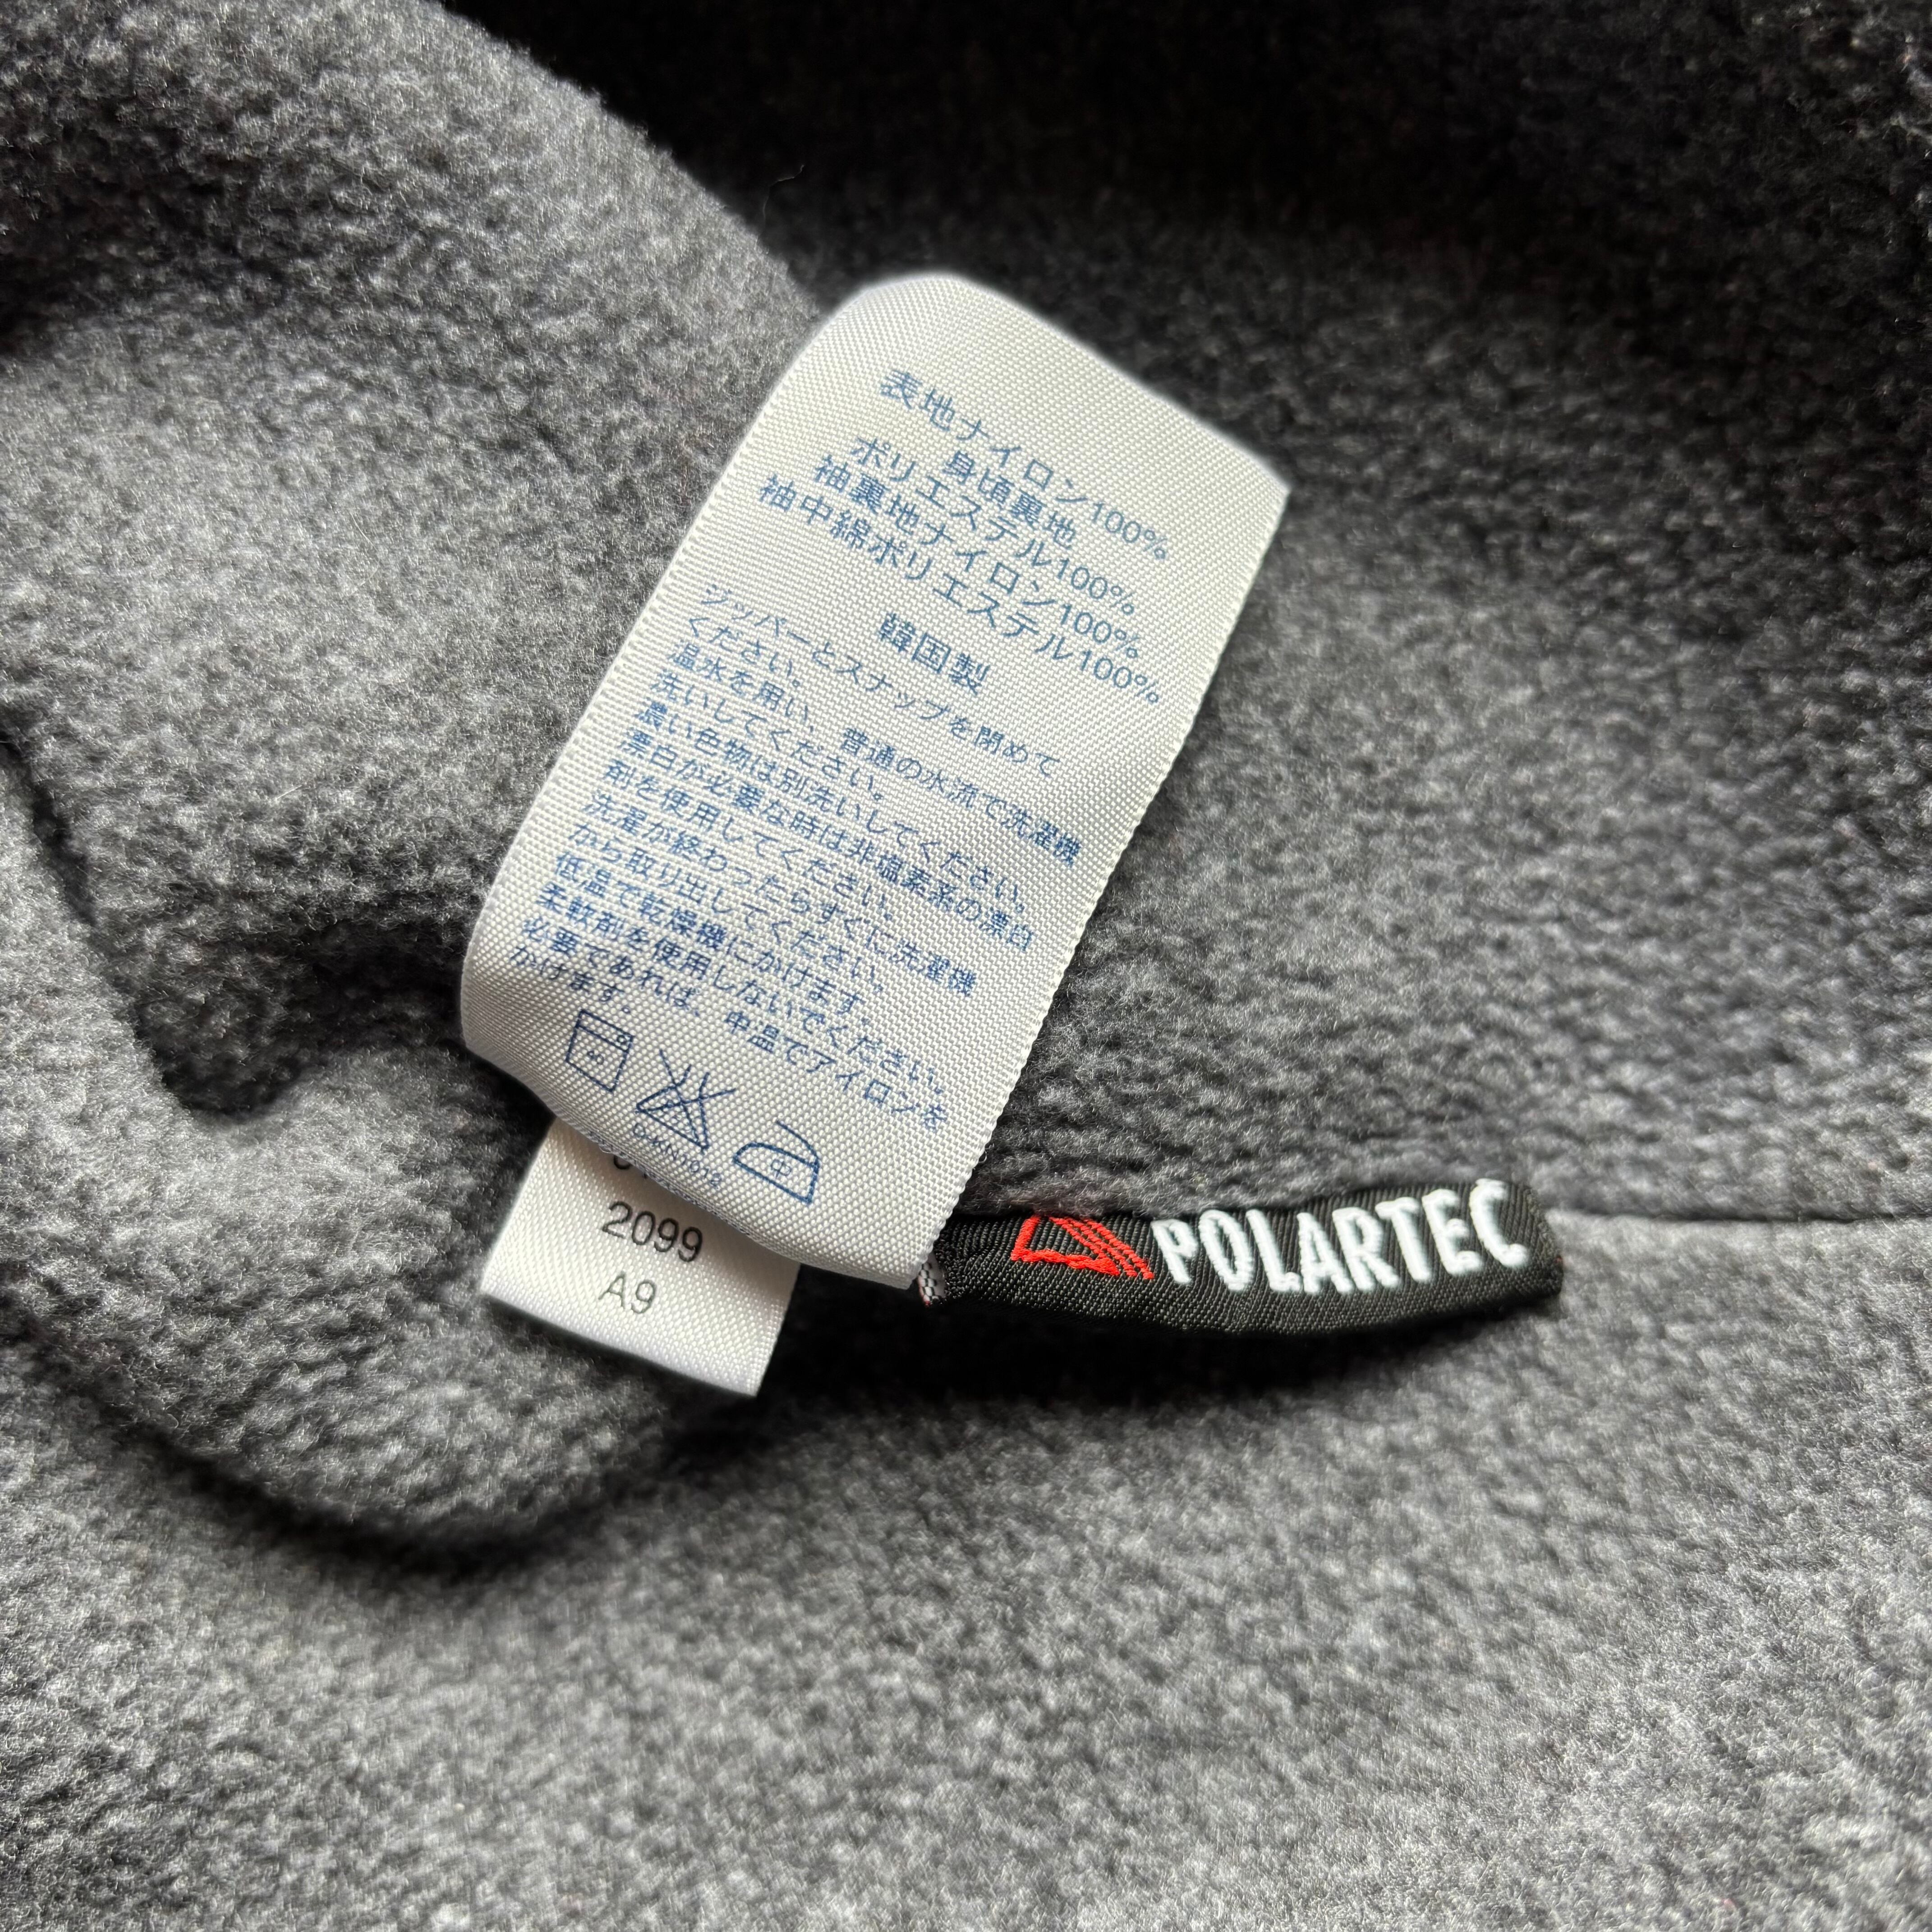 表地ナイロン100%
身頃裏地
ポリエステル100%
袖裏地ナイロン100%
袖中綿ポリエステル100%
韓国製
ジッパーとスナップを閉めて
ください。
温水を用い、普通の水流で洗濯機
洗いしてください。
濃い色物は別洗いしてください。
漂白が必要な時は非塩素系の漂白
剤を使用してください。
洗濯が終わったらすぐに洗濯機
から取り出してください。
低温で乾燥機にかけます。
柔軟剤を使用しないでください。
必要であれば、中温でアイロンを
かけます。
40
中
2099
A9
POLARTEC